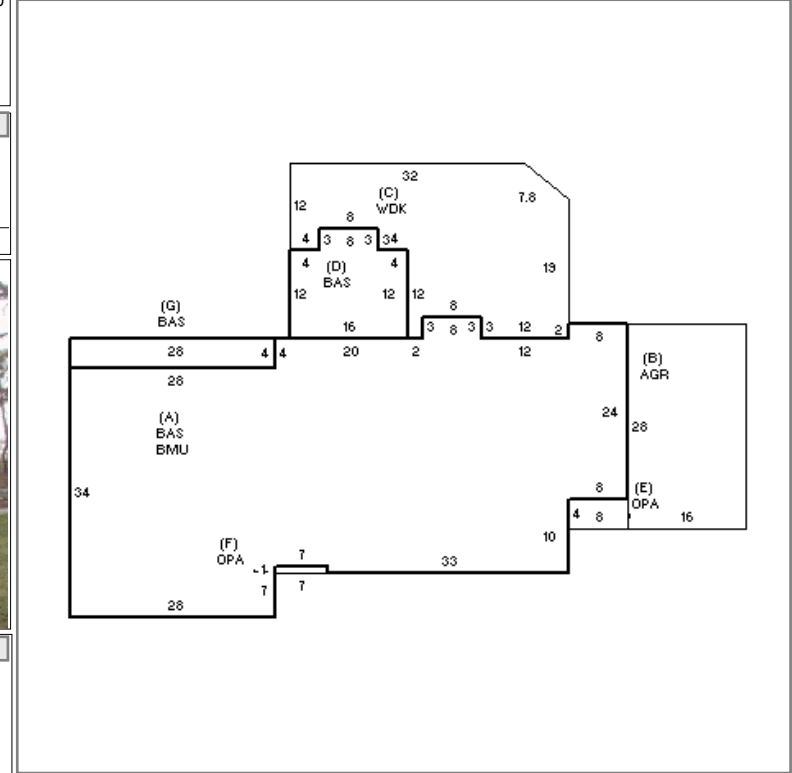 32
(C)
WDK
7.8
12
8
4 3 8 3 34
4 4
(D)
BAS
19
12 12 12
(G)
BAS
8
16
3 8 3 3 12 2
8
28 4 4 20 2 12
28
(B)
AGR
(A)
BAS
BMU
24
28
34
8
(E)
OPA
4 8 16
10
(F)
OPA
7
33
-1-
7 7
28